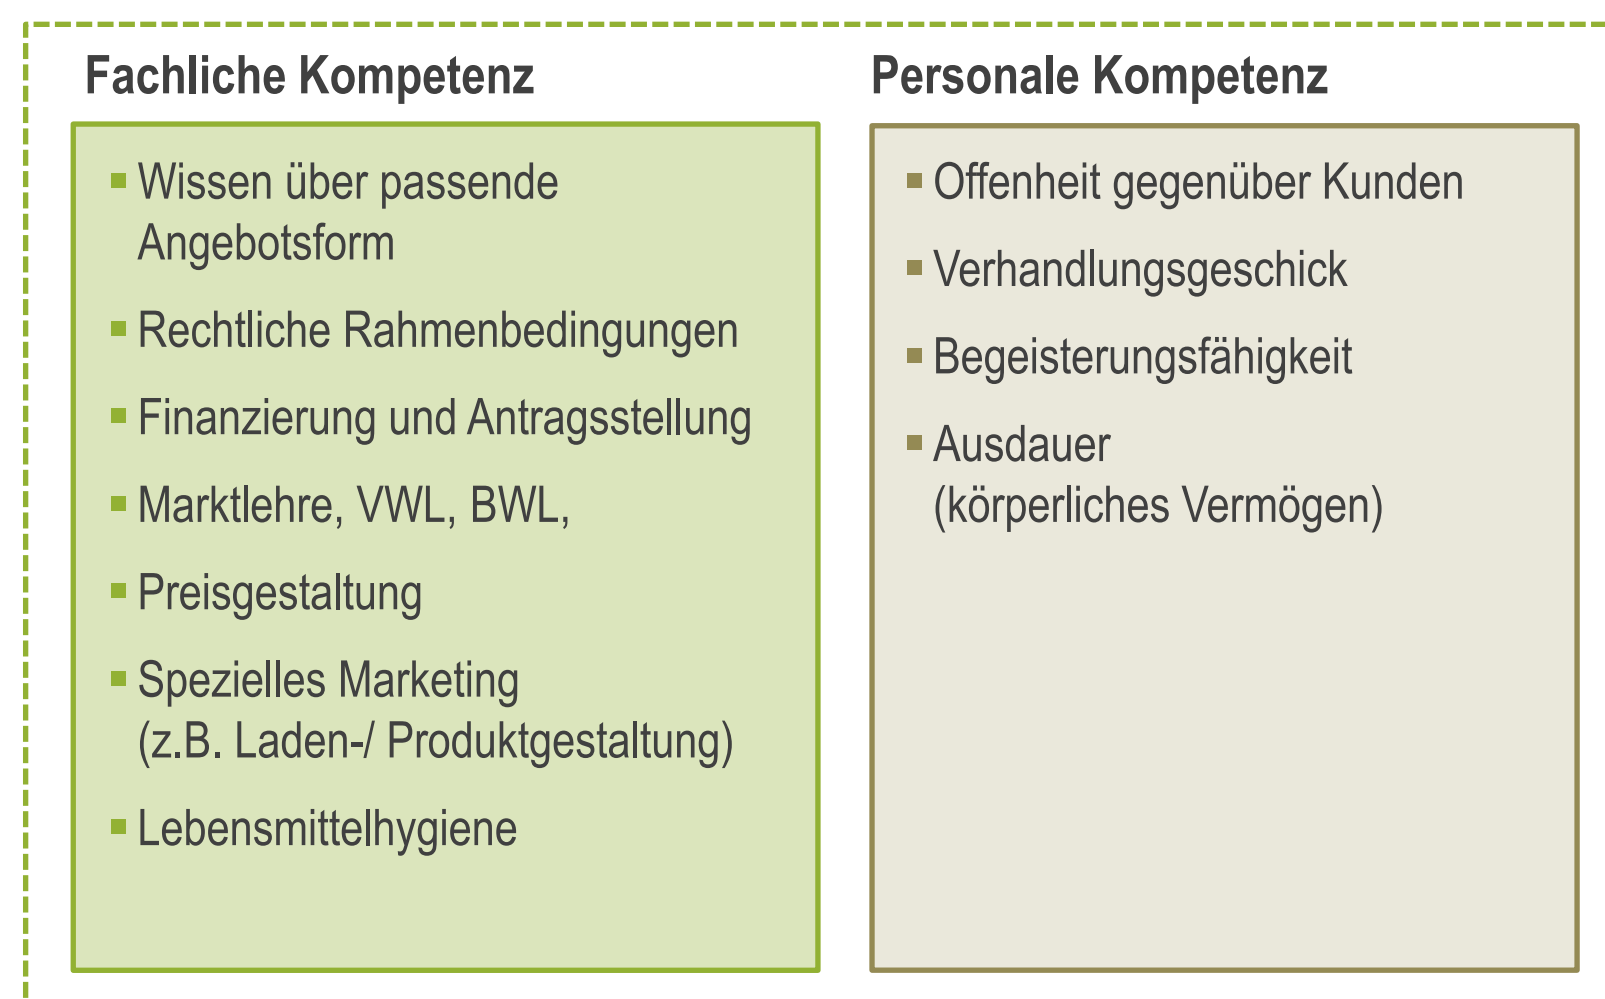 Fachliche Kompetenz
Wissen über passende
Angebotsform
Rechtliche Rahmenbedingungen
Finanzierung und Antragsstellung
Marktlehre, VWL, BWL,
Preisgestaltung
Spezielles Marketing
(z.B. Laden-/ Produktgestaltung)
Lebensmittelhygiene
Personale Kompetenz
Offenheit gegenüber Kunden
Verhandlungsgeschick
Begeisterungsfähigkeit
Ausdauer
(körperliches Vermögen)